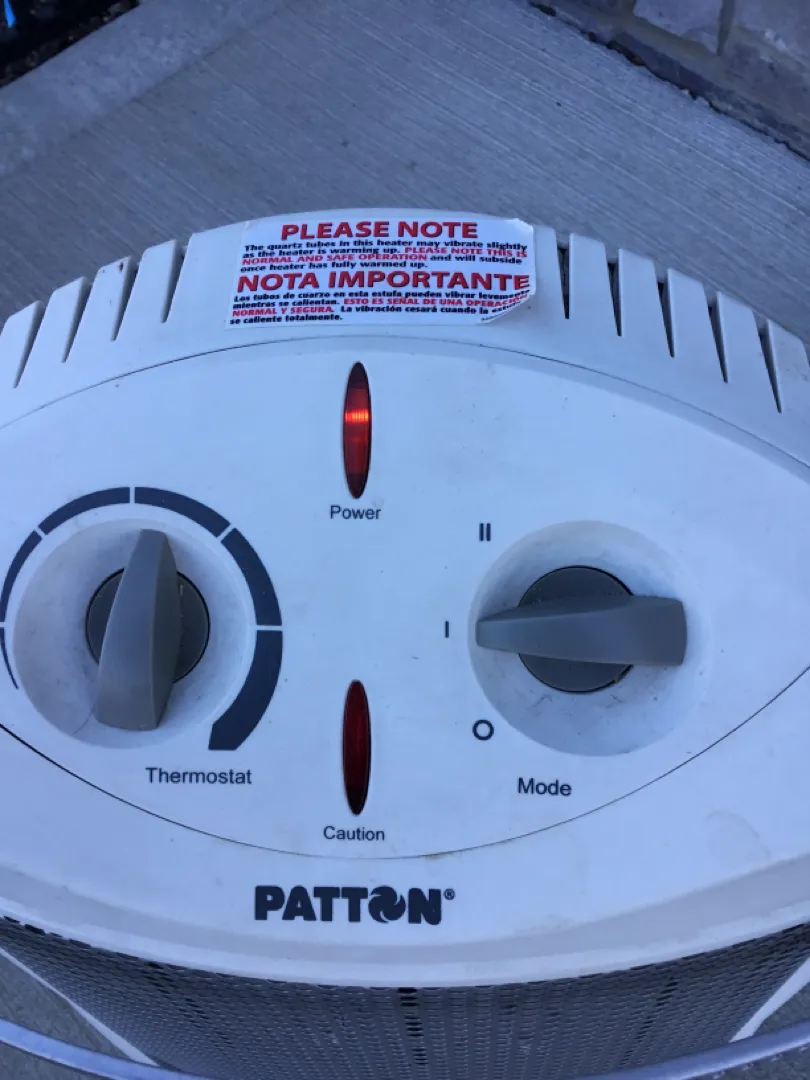 PLEASE NOTE
The quartz tubes in this heater may vibrate slightly
as the heater is warming up. PLEASE NOTE THIS IS
NORMAL AND SAFE OPERATION and will subside
once heater has fully warmed up.
NOTA IMPORTANTE
Los tubos de cuarzo en esta estufa pueden vibrar levemente
mientras se calientan. ESTO ES SEÑAL DE UNA OPERACIÓN
NORMAL Y SEGURA. La vibración cesará cuando la estufa
se caliente totalmente.
Power
II
I
O
Thermostat
Mode
Caution
PATTON®